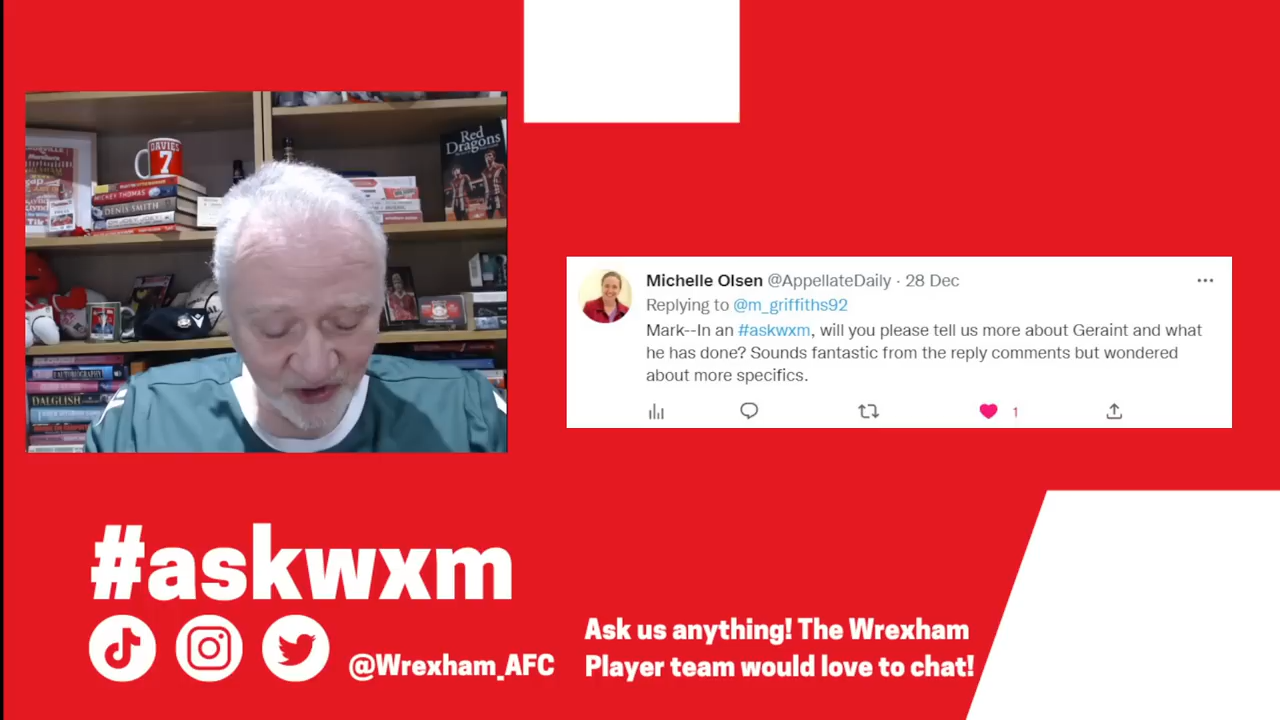 DAVIES
7
MICKEY THOMAS
DENIS SMITH
Red
Dragons
AUTOBIOGRAPHY
DALGLISH
Michelle Olsen @AppellateDaily · 28 Dec
Replying to @m_griffiths92
Mark--In an #askwxm, will you please tell us more about Geraint and what
he has done? Sounds fantastic from the reply comments but wondered
about more specifics.
1
#askwxm
@Wrexham_AFC
Ask us anything! The Wrexham
Player team would love to chat!